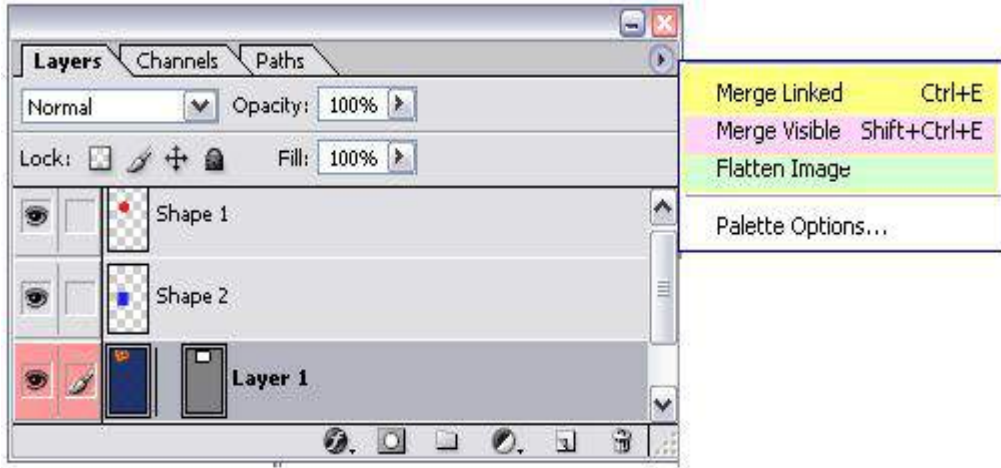 Layers Channels Paths
Normal Opacity: 100%
Lock: Fill: 100%
Shape 1
Shape 2
Layer 1
Merge Linked Ctrl+E
Merge Visible Shift+Ctrl+E
Flatten Image
Palette Options...